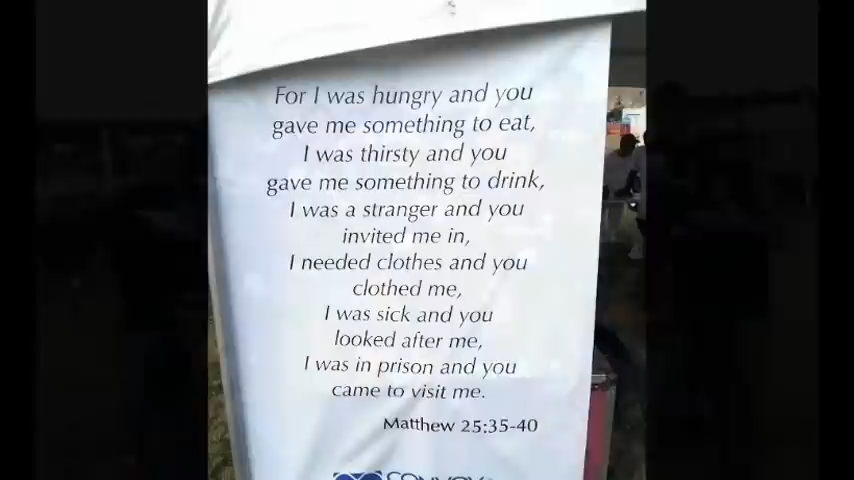 For I was hungry and you
gave me something to eat,
I was thirsty and you
gave me something to drink,
I was a stranger and you
invited me in,
I needed clothes and you
clothed me,
I was sick and you
looked after me,
I was in prison and you
came to visit me.
Matthew 25:35-40